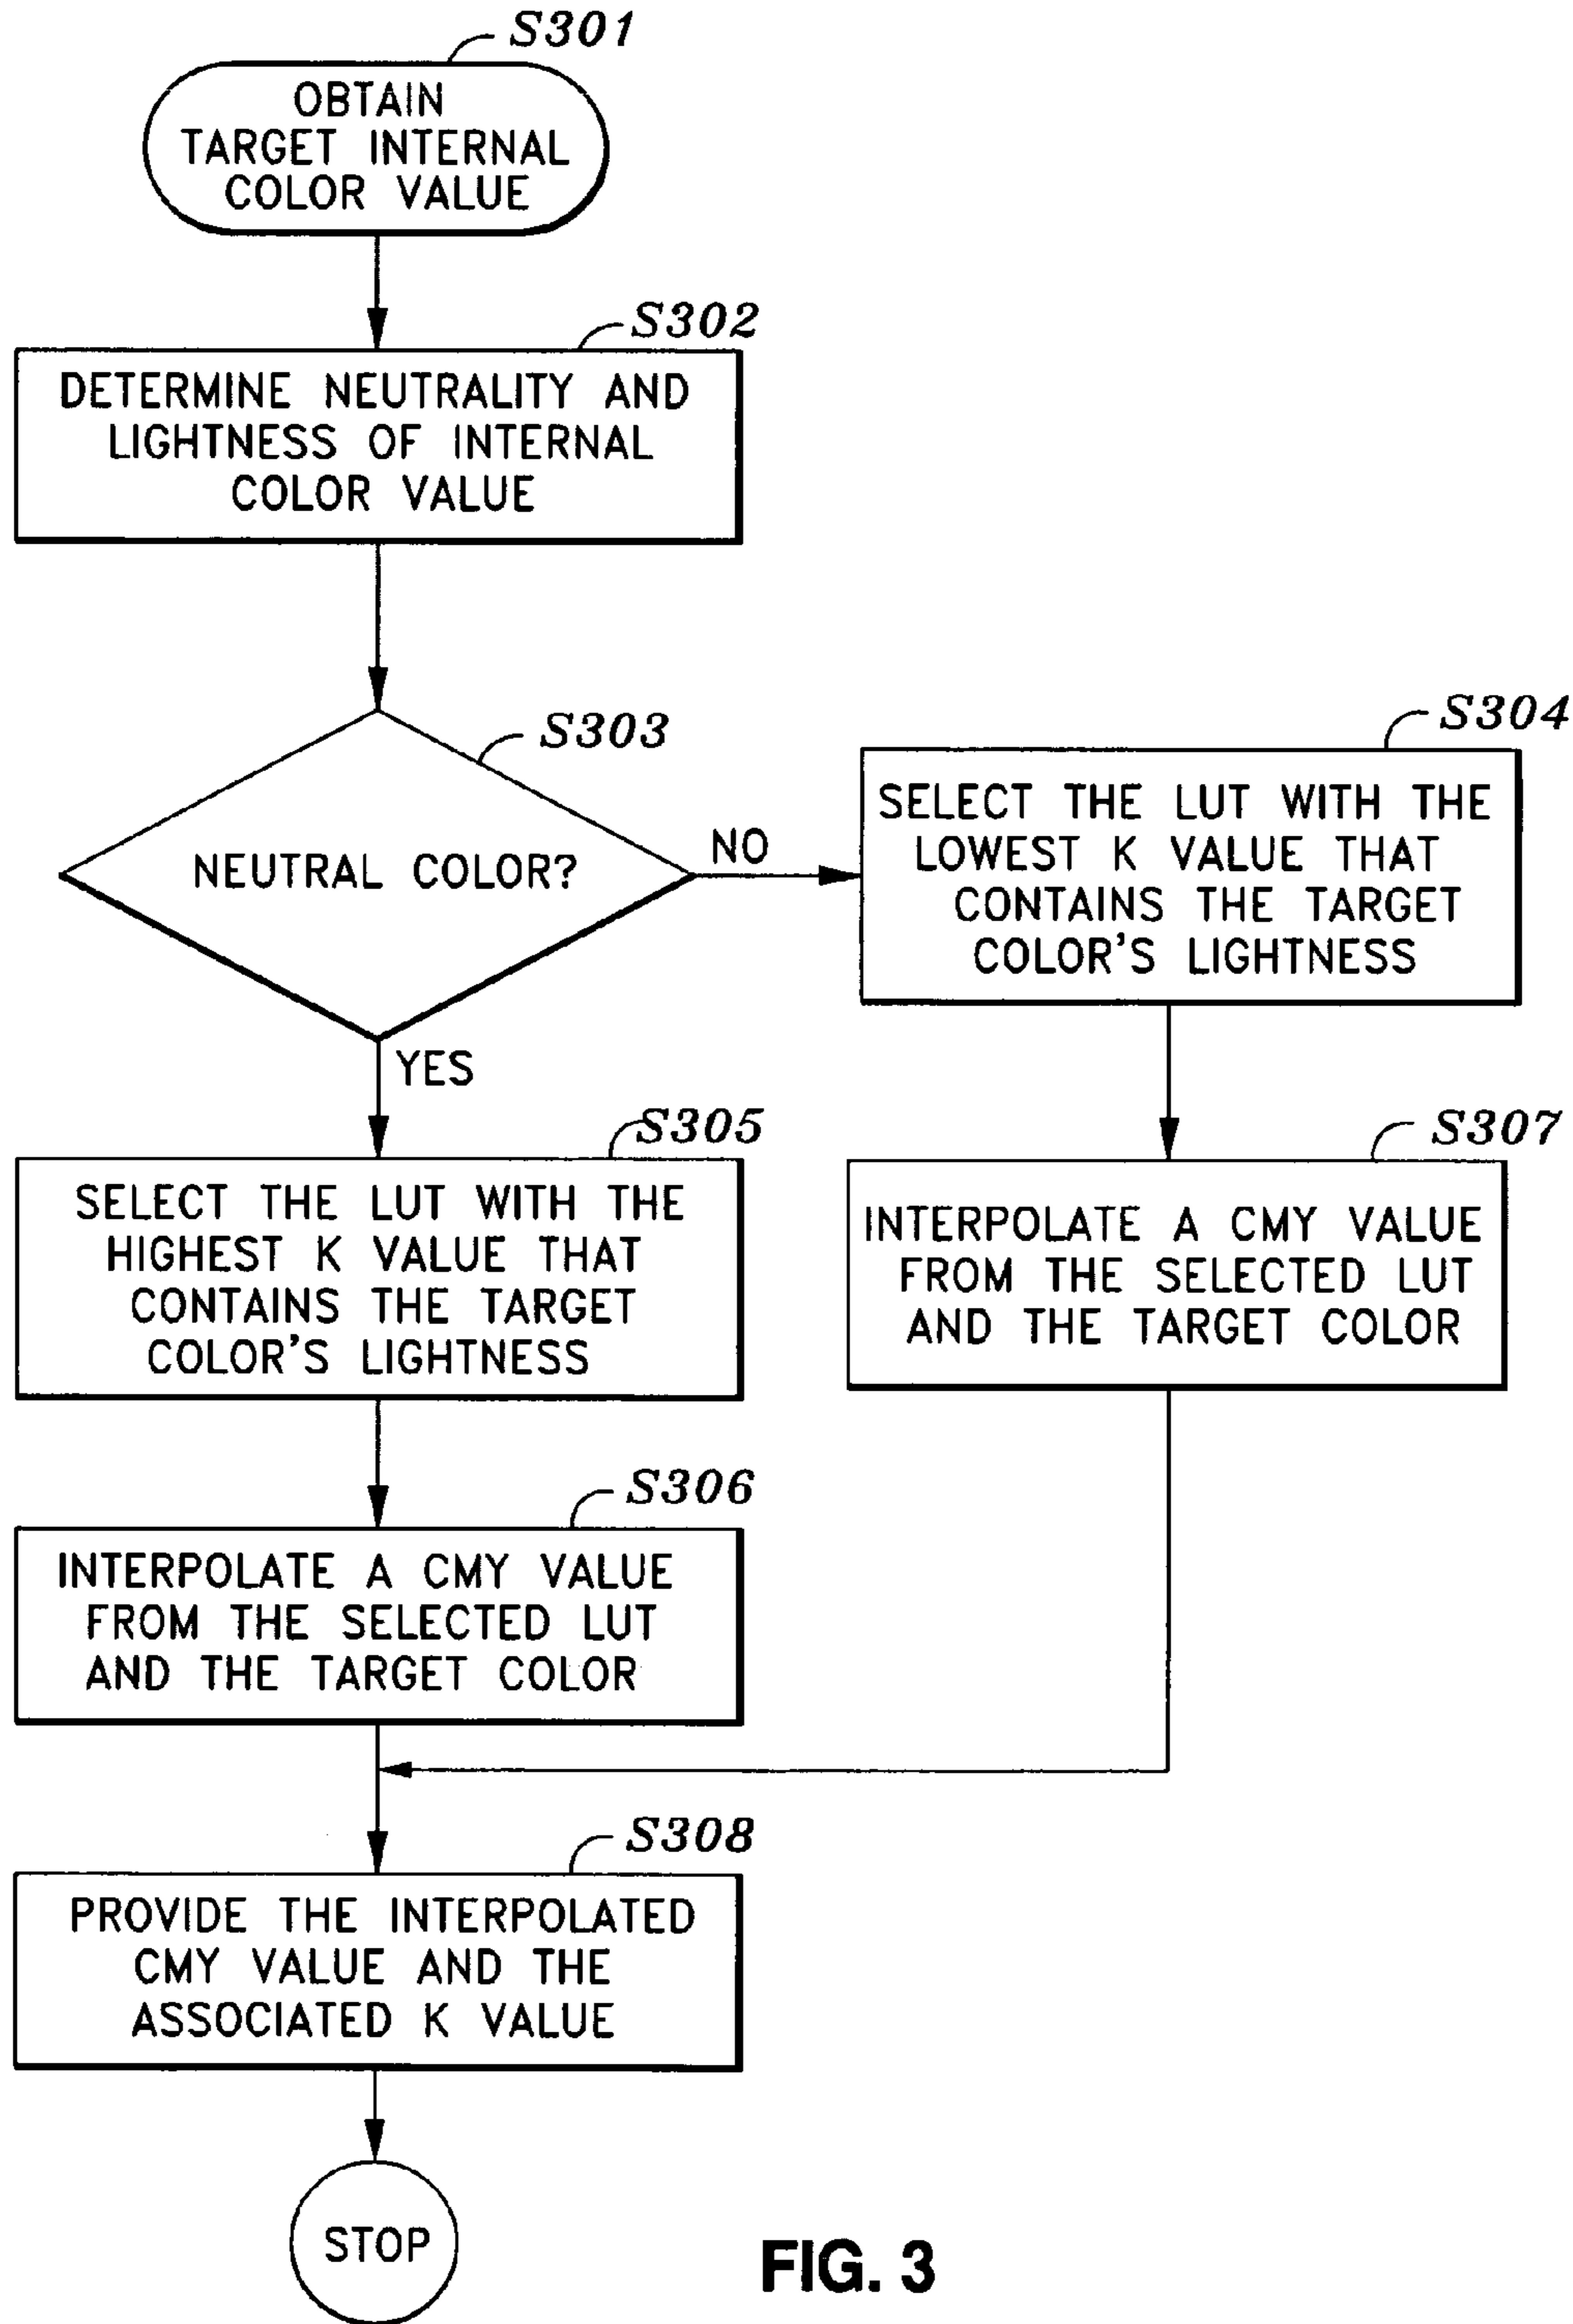 S301
OBTAIN
TARGET INTERNAL
COLOR VALUE
S302
DETERMINE NEUTRALITY AND
LIGHTNESS OF INTERNAL
COLOR VALUE
S303
NEUTRAL COLOR?
NO
YES
S304
SELECT THE LUT WITH THE
LOWEST K VALUE THAT
CONTAINS THE TARGET
COLOR'S LIGHTNESS
S305
SELECT THE LUT WITH THE
HIGHEST K VALUE THAT
CONTAINS THE TARGET
COLOR'S LIGHTNESS
S307
INTERPOLATE A CMY VALUE
FROM THE SELECTED LUT
AND THE TARGET COLOR
S306
INTERPOLATE A CMY VALUE
FROM THE SELECTED LUT
AND THE TARGET COLOR
S308
PROVIDE THE INTERPOLATED
CMY VALUE AND THE
ASSOCIATED K VALUE
STOP
FIG. 3